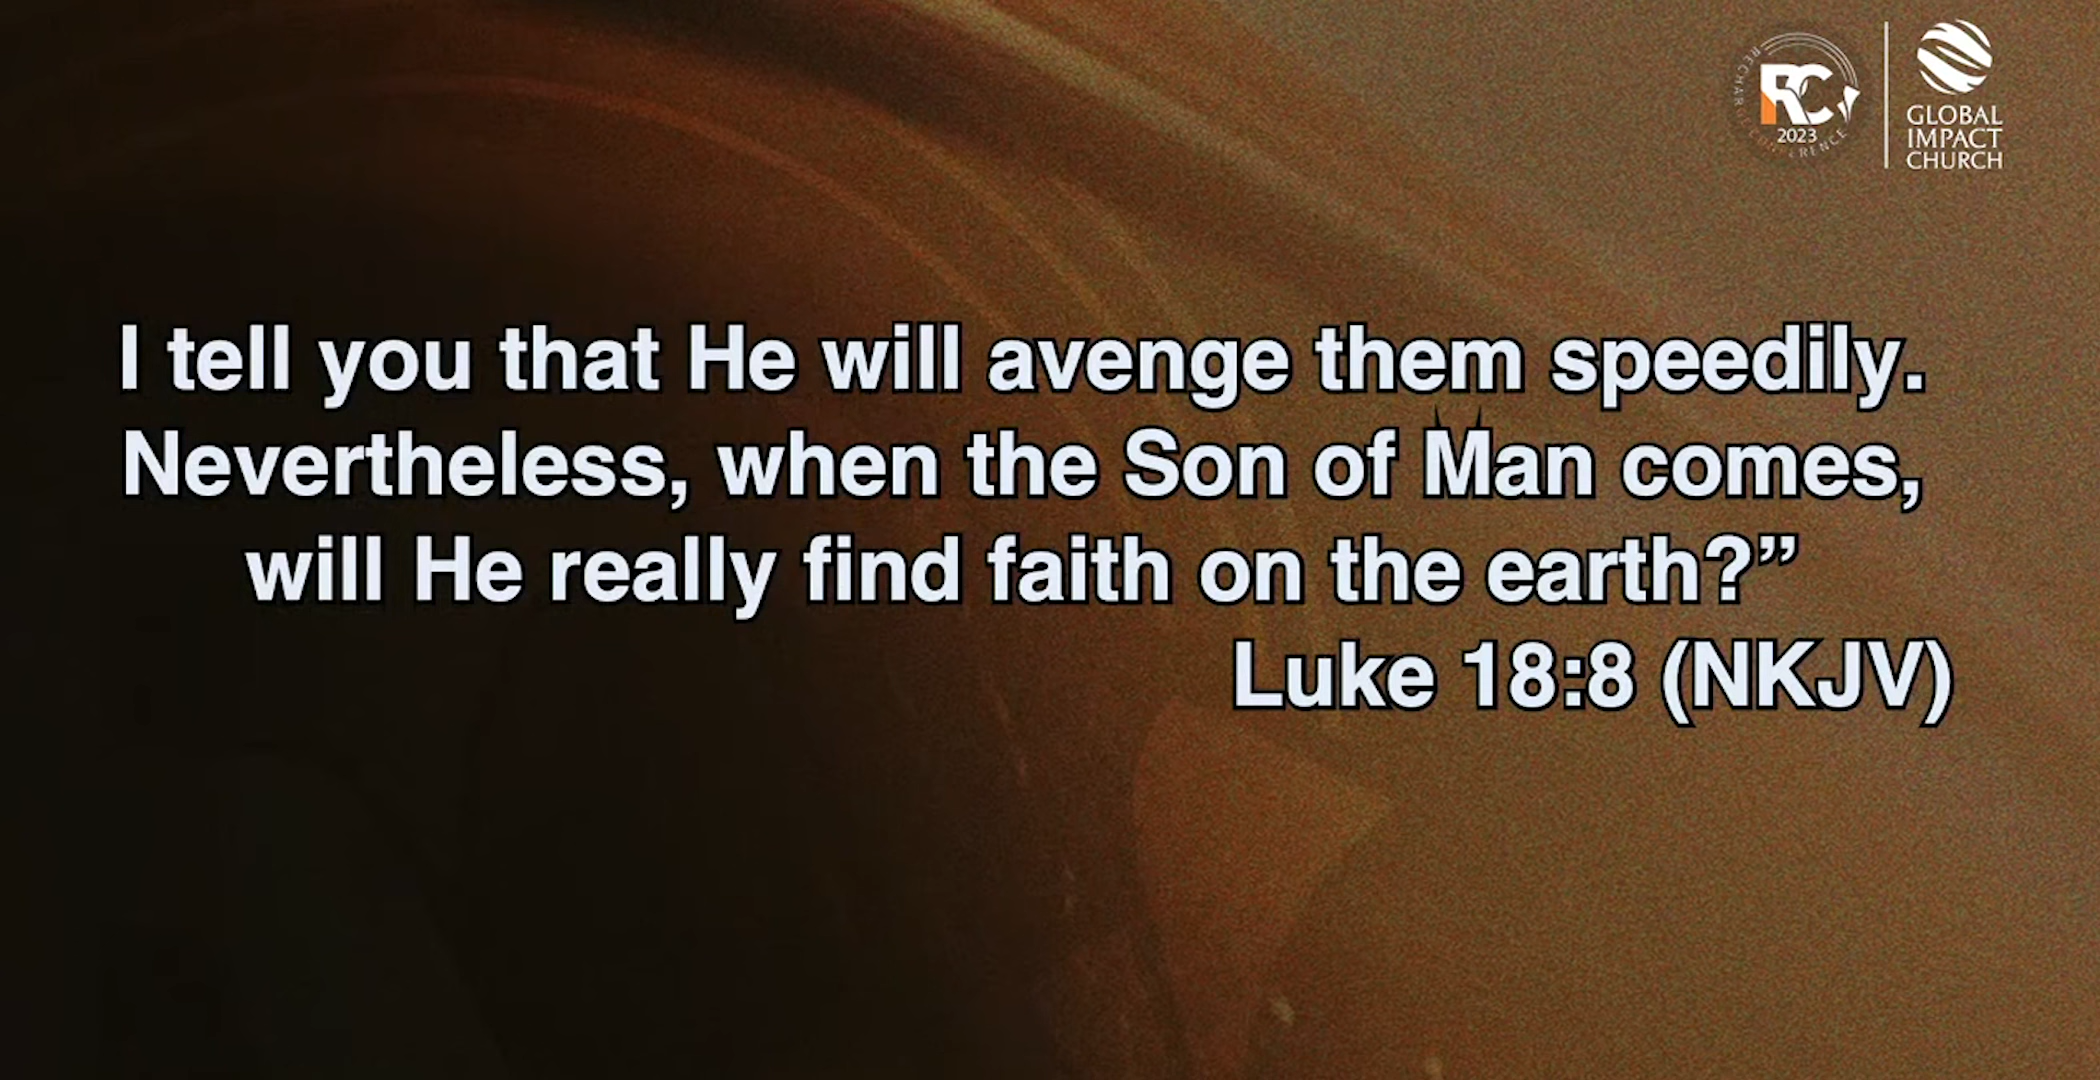 RC
2023
GLOBAL
IMPACT
CHURCH
I tell you that He will avenge them speedily.
Nevertheless, when the Son of Man comes,
will He really find faith on the earth?”
Luke 18:8 (NKJV)